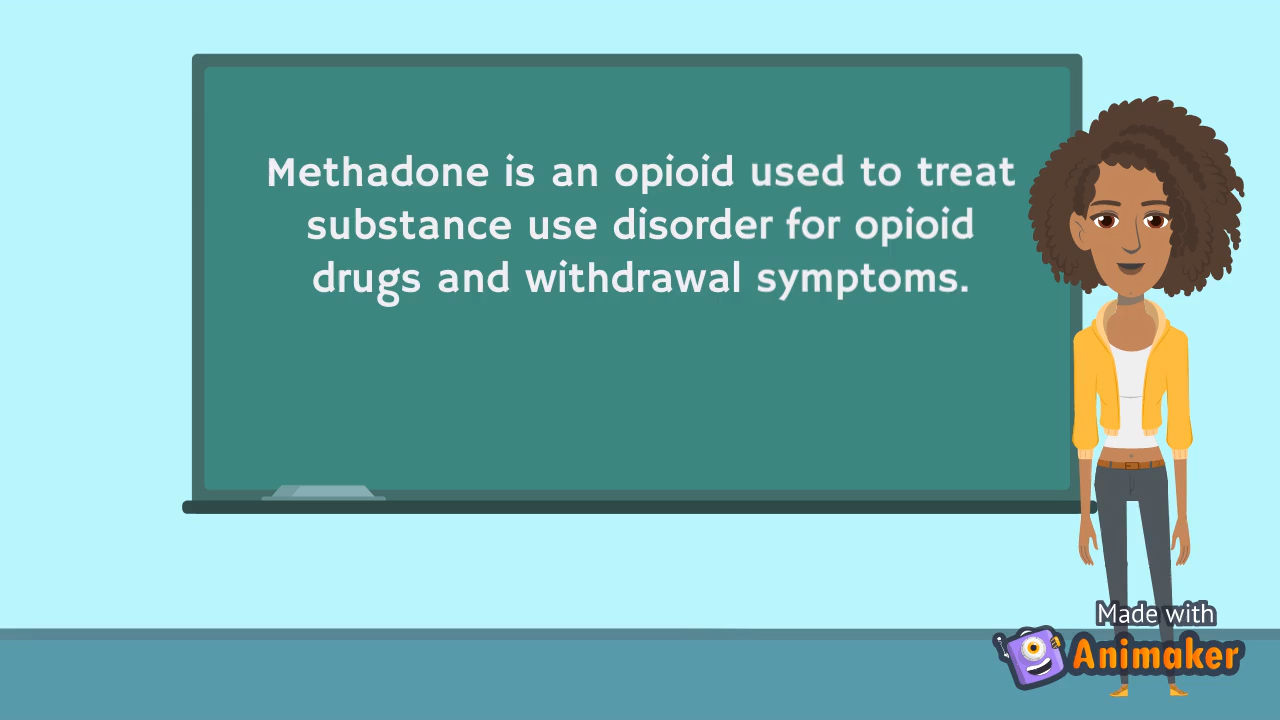 Methadone is an opioid used to treat
substance use disorder for opioid
drugs and withdrawal symptoms.
Made with
Animaker